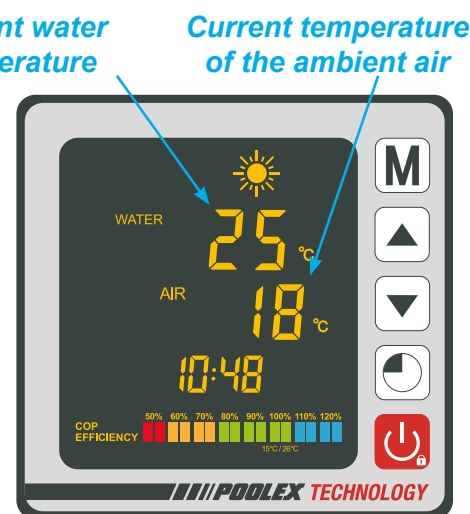 nt water
erature
Current temperature
of the ambient air
M
WATER
25 °C
AIR
18 °C
10:48
50% 60% 70% 80% 90% 100% 110% 120%
COP
EFFICIENCY
15°C / 26°C
POOLEX TECHNOLOGY